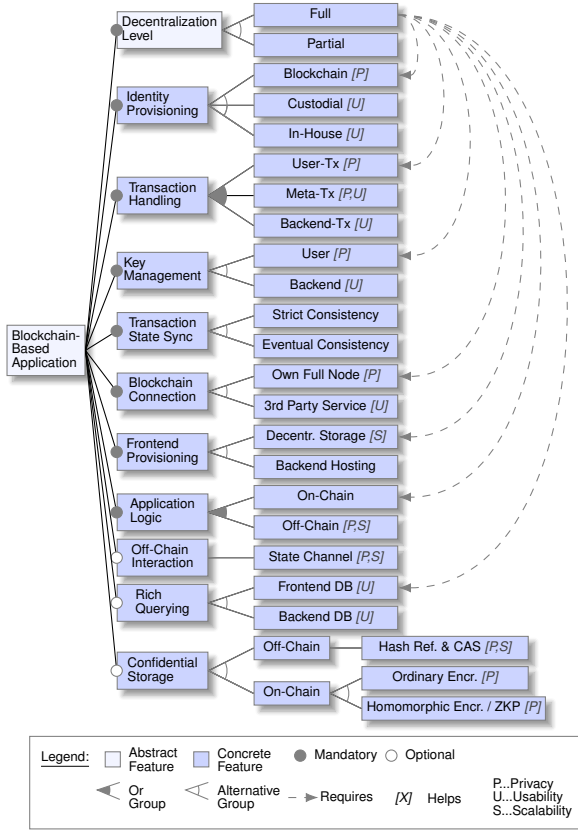 Decentralization
Level
Full
Partial
Identity
Provisioning
Blockchain [P]
Custodial [U]
In-House [U]
Transaction
Handling
User-Tx [P]
Meta-Tx [P,U]
Backend-Tx [U]
Key
Management
User [P]
Backend [U]
Blockchain-
Based
Application
Transaction
State Sync
Strict Consistency
Eventual Consistency
Blockchain
Connection
Own Full Node [P]
3rd Party Service [U]
Frontend
Provisioning
Decentr. Storage [S]
Backend Hosting
Application
Logic
On-Chain
Off-Chain [P,S]
Off-Chain
Interaction
State Channel [P,S]
Rich
Querying
Frontend DB [U]
Backend DB [U]
Confidential
Storage
Off-Chain
Hash Ref. & CAS [P,S]
On-Chain
Ordinary Encr. [P]
Homomorphic Encr. / ZKP [P]
Legend:
Abstract
Feature
Concrete
Feature
Mandatory
Optional
Or
Group
Alternative
Group
Requires
[X] Helps
P...Privacy
U...Usability
S...Scalability